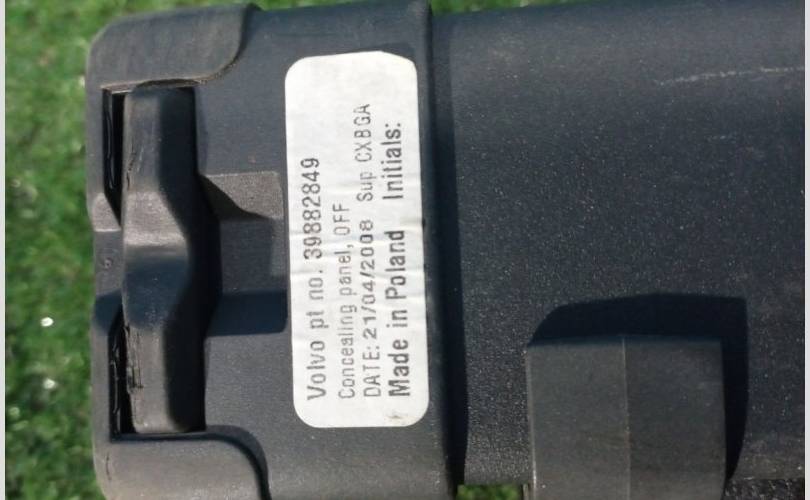 Volvo pt no. 39882849
Concealing panel, OFF
DATE: 21/04/2008 Sup CXBGA
Made in Poland Initials: